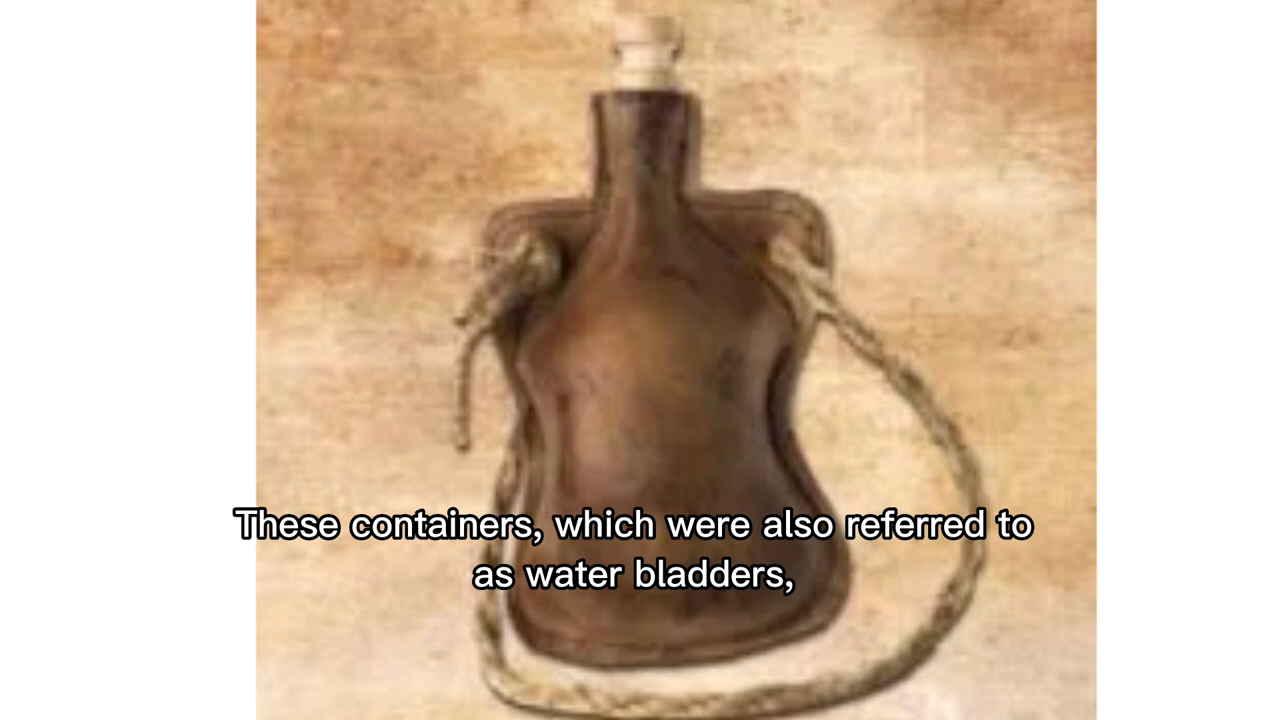 These containers, which were also referred to
as water bladders,